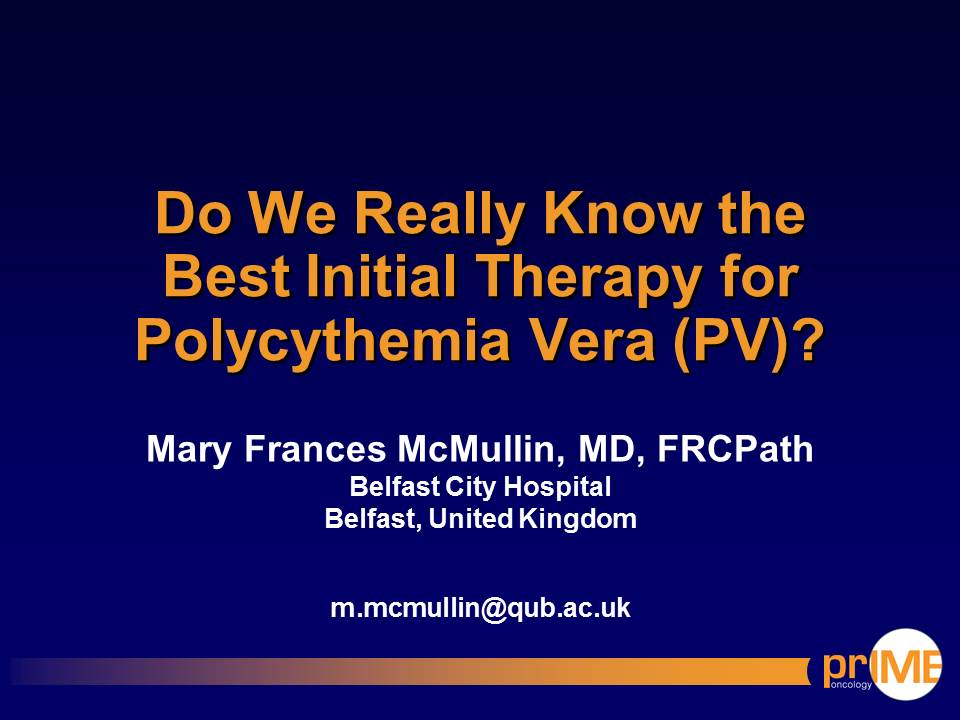 Do We Really Know the
Best Initial Therapy for
Polycythemia Vera (PV)?
Mary Frances McMullin, MD, FRCPath
Belfast City Hospital
Belfast, United Kingdom
m.mcmullin@qub.ac.uk
prIME
oncology